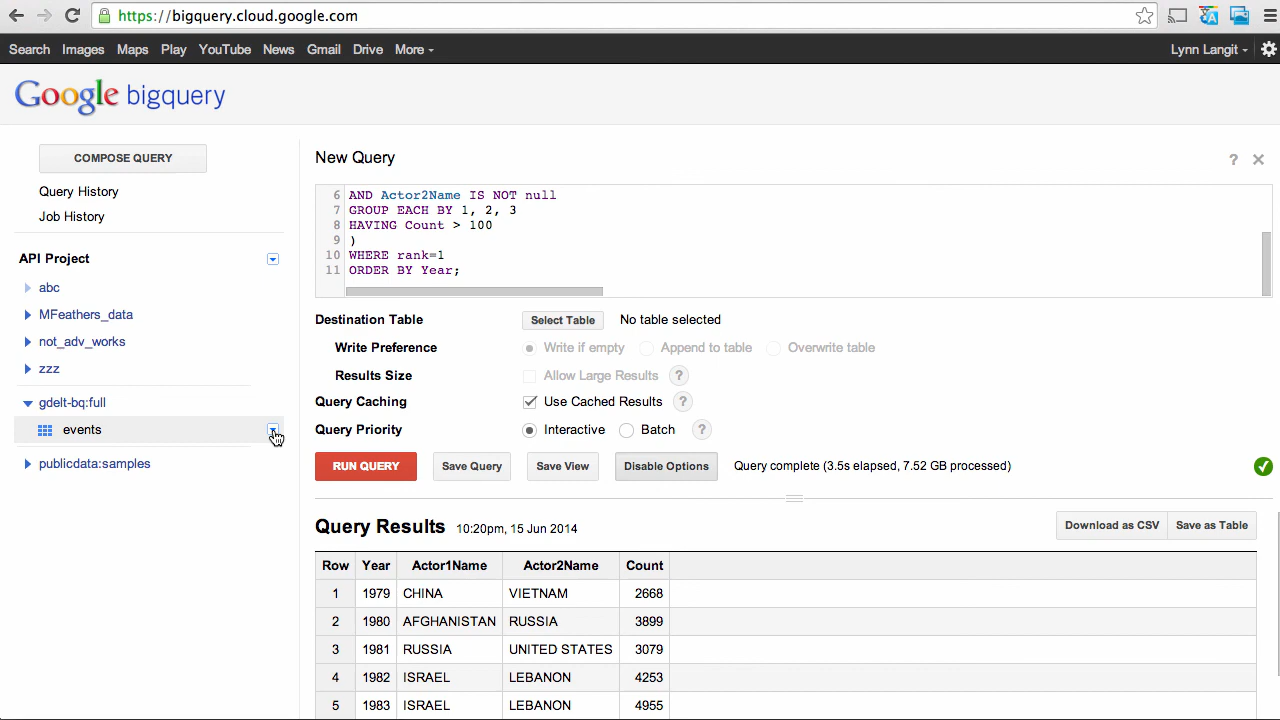 https://bigquery.cloud.google.com
Search Images Maps Play YouTube News Gmail Drive More Lynn Langit
Google bigquery
COMPOSE QUERY
Query History
Job History
API Project
abc
MFeathers_data
not_adv_works
zzz
gdelt-bq:full
events
publicdata:samples
New Query ? ×
6 AND Actor2Name IS NOT null
7 GROUP EACH BY 1, 2, 3
8 HAVING Count > 100
9 )
10 WHERE rank=1
11 ORDER BY Year;
Destination Table Select Table No table selected
Write Preference Write if empty Append to table Overwrite table
Results Size Allow Large Results ?
Query Caching Use Cached Results ?
Query Priority Interactive Batch ?
RUN QUERY Save Query Save View Disable Options Query complete (3.5s elapsed, 7.52 GB processed)
Query Results 10:20pm, 15 Jun 2014 Download as CSV Save as Table
Row Year Actor1Name Actor2Name Count
1 1979 CHINA VIETNAM 2668
2 1980 AFGHANISTAN RUSSIA 3899
3 1981 RUSSIA UNITED STATES 3079
4 1982 ISRAEL LEBANON 4253
5 1983 ISRAEL LEBANON 4955